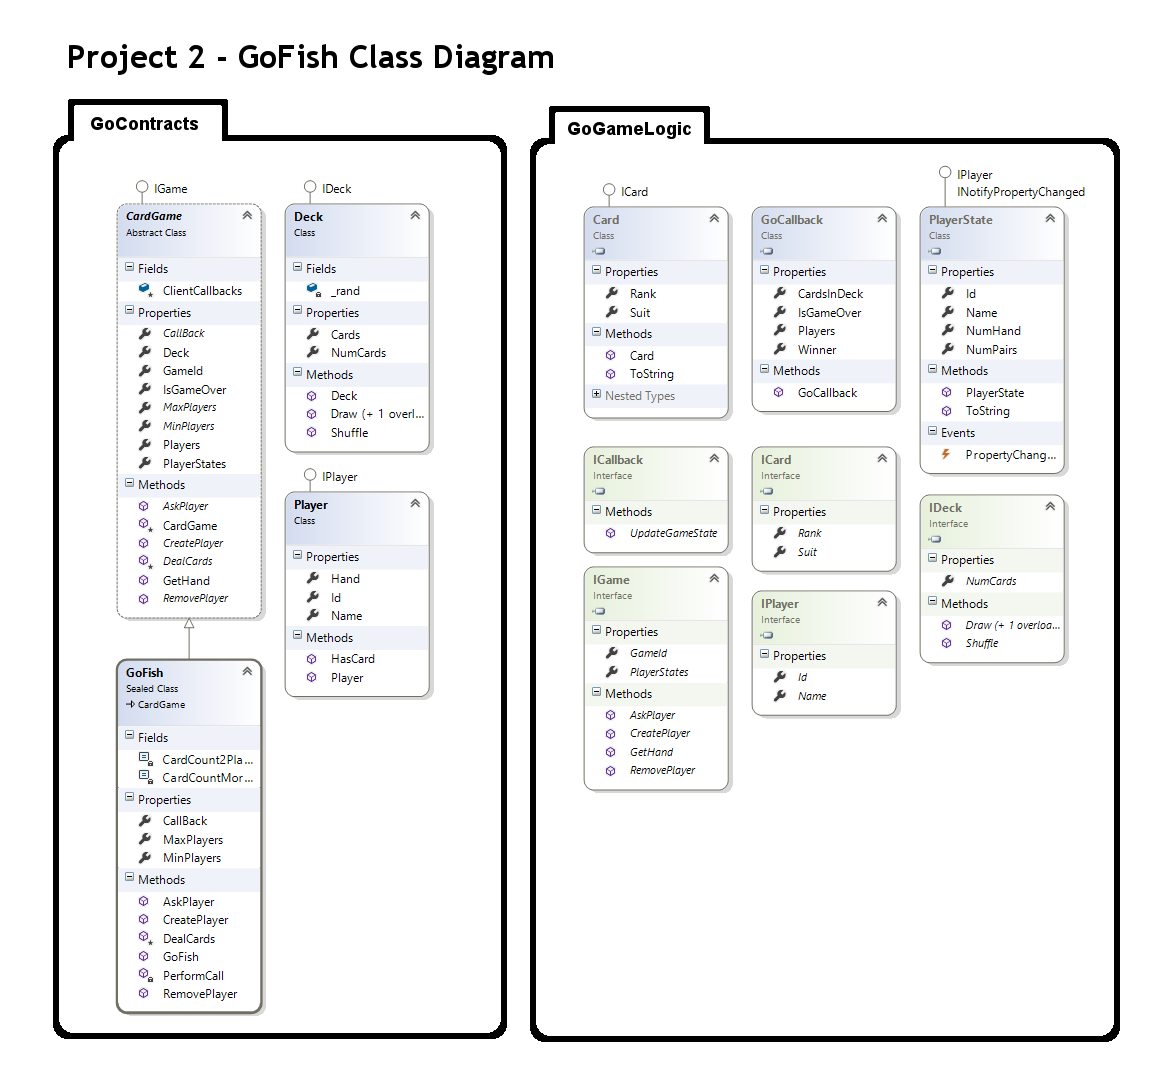 Project 2 - GoFish Class Diagram
GoContracts
IGame
CardGame
Abstract Class
Fields
ClientCallbacks
Properties
CallBack
Deck
GameId
IsGameOver
MaxPlayers
MinPlayers
Players
PlayerStates
Methods
AskPlayer
CardGame
CreatePlayer
DealCards
GetHand
RemovePlayer
GoFish
Sealed Class
CardGame
Fields
CardCount2Pla...
CardCountMor...
Properties
CallBack
MaxPlayers
MinPlayers
Methods
AskPlayer
CreatePlayer
DealCards
GoFish
PerformCall
RemovePlayer
IDeck
Deck
Class
Fields
_rand
Properties
Cards
NumCards
Methods
Deck
Draw (+ 1 overl...
Shuffle
IPlayer
Player
Class
Properties
Hand
Id
Name
Methods
HasCard
Player
GoGameLogic
ICard
Card
Class
Properties
Rank
Suit
Methods
Card
ToString
Nested Types
ICallback
Interface
Methods
UpdateGameState
IGame
Interface
Properties
GameId
PlayerStates
Methods
AskPlayer
CreatePlayer
GetHand
RemovePlayer
GoCallback
Class
Properties
CardsInDeck
IsGameOver
Players
Winner
Methods
GoCallback
ICard
Interface
Properties
Rank
Suit
IPlayer
Interface
Properties
Id
Name
IPlayer
INotifyPropertyChanged
PlayerState
Class
Properties
Id
Name
NumHand
NumPairs
Methods
PlayerState
ToString
Events
PropertyChang...
IDeck
Interface
Properties
NumCards
Methods
Draw (+ 1 overloa...
Shuffle